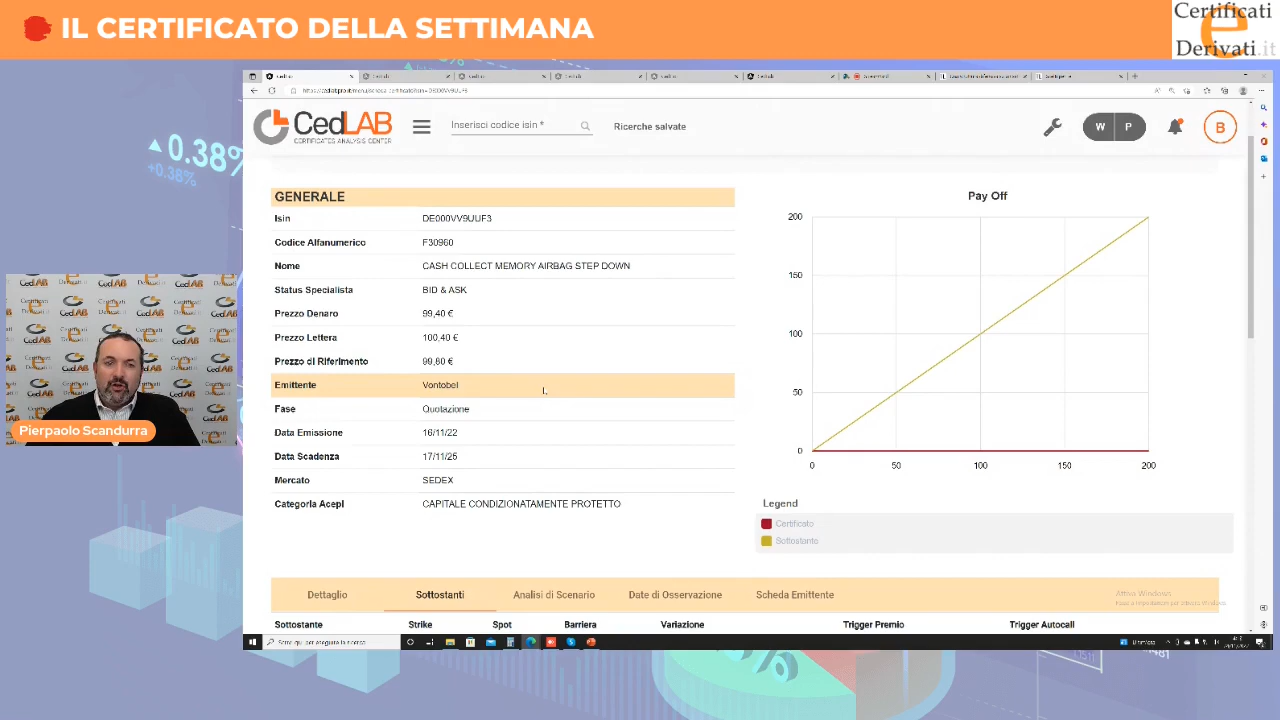 IL CERTIFICATO DELLA SETTIMANA
Certificati
e
Derivati.it
0.38%
+0.38%
CedLAB
CERTIFICATES ANALYSIS CENTER
Inserisci codice isin *
Ricerche salvate
W P
B
GENERALE
Isin DE000VV9UUF3
Codice Alfanumerico F30960
Nome CASH COLLECT MEMORY AIRBAG STEP DOWN
Status Specialista BID & ASK
Prezzo Denaro 99,40 €
Prezzo Lettera 100,40 €
Prezzo di Riferimento 99,80 €
Emittente Vontobel
Fase Quotazione
Data Emissione 16/11/22
Data Scadenza 17/11/25
Mercato SEDEX
Categoria Acepi CAPITALE CONDIZIONATAMENTE PROTETTO
Pay Off
200
150
100
50
0
0 50 100 150 200
Legend
Certificato
Sottostante
Pierpaolo Scandurra
Dettaglio Sottostanti Analisi di Scenario Date di Osservazione Scheda Emittente
Sottostante Strike Spot Barriera Variazione Trigger Premio Trigger Autocall